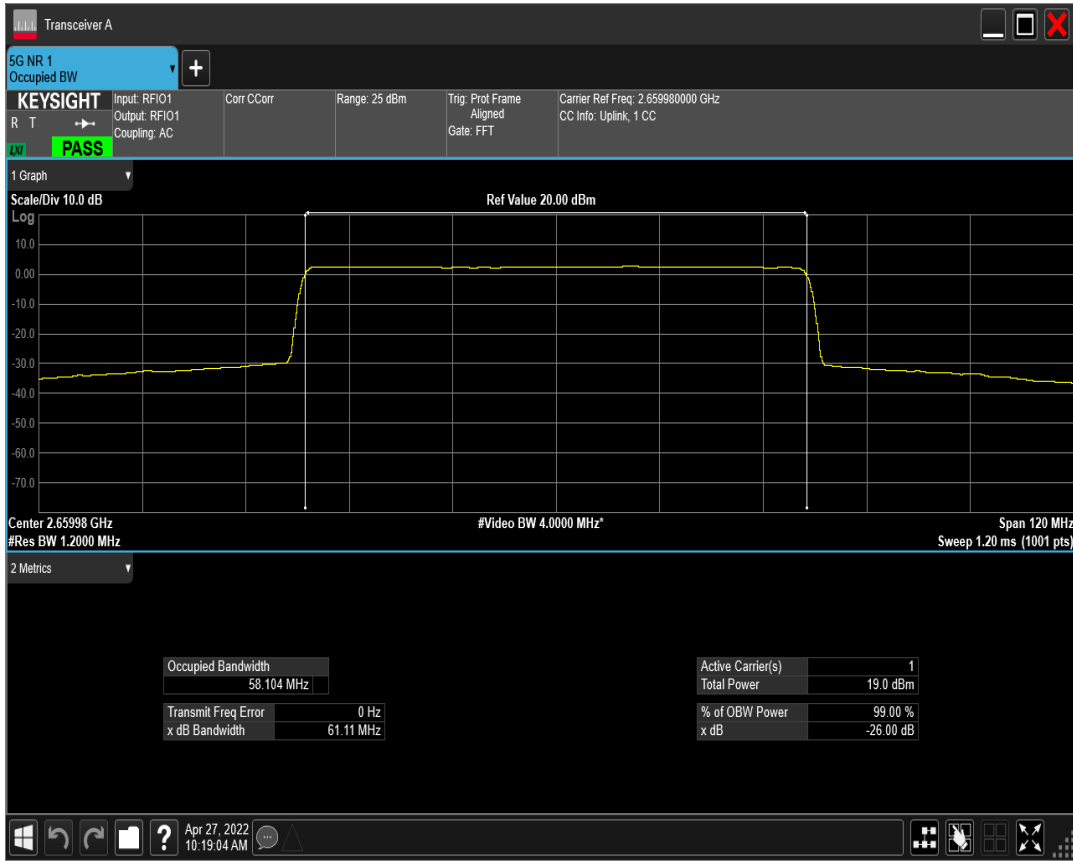 Transceiver A
5G NR 1
Occupied BW
KEYSIGHT
R T
LXI
PASS
Input: RFIO1
Output: RFIO1
Coupling: AC
Corr CCorr
Range: 25 dBm
Trig: Prot Frame
Aligned
Gate: FFT
Carrier Ref Freq: 2.659980000 GHz
CC Info: Uplink, 1 CC
1 Graph
Scale/Div 10.0 dB
Ref Value 20.00 dBm
Log
10.0
0.00
-10.0
-20.0
-30.0
-40.0
-50.0
-60.0
-70.0
Center 2.65998 GHz
#Video BW 4.0000 MHz*
Span 120 MHz
#Res BW 1.2000 MHz
Sweep 1.20 ms (1001 pts)
2 Metrics
Occupied Bandwidth
58.104 MHz
Transmit Freq Error 0 Hz
x dB Bandwidth 61.11 MHz
Active Carrier(s) 1
Total Power 19.0 dBm
% of OBW Power 99.00 %
x dB -26.00 dB
?
Apr 27, 2022
10:19:04 AM